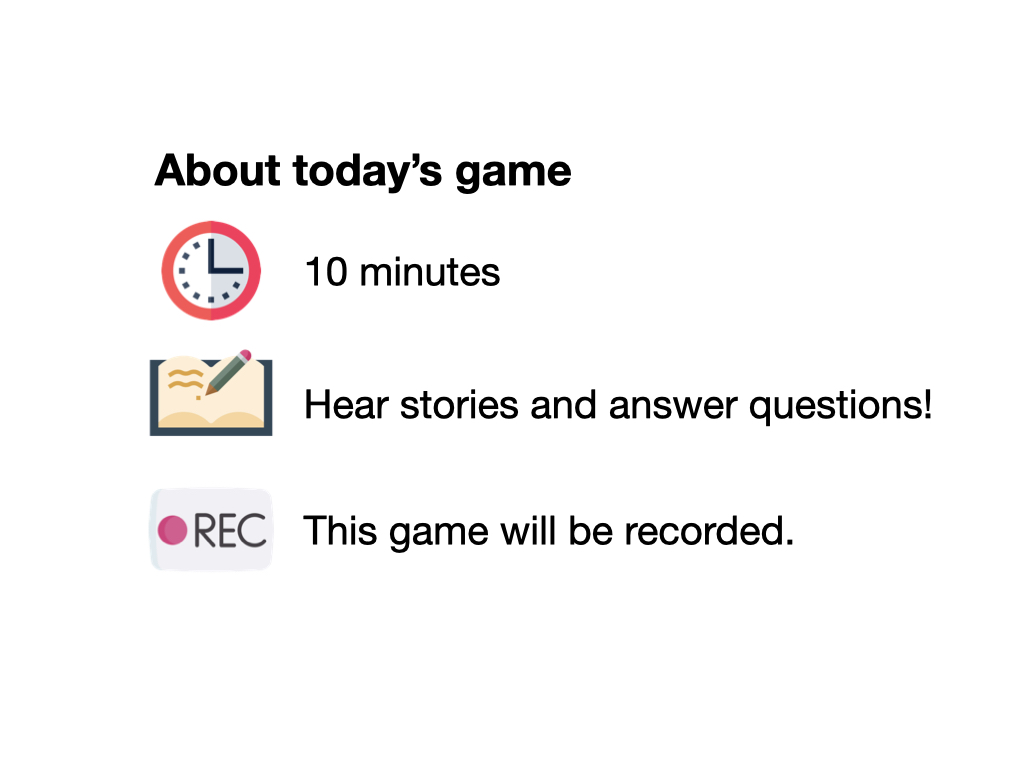 About today’s game
10 minutes
Hear stories and answer questions!
REC
This game will be recorded.